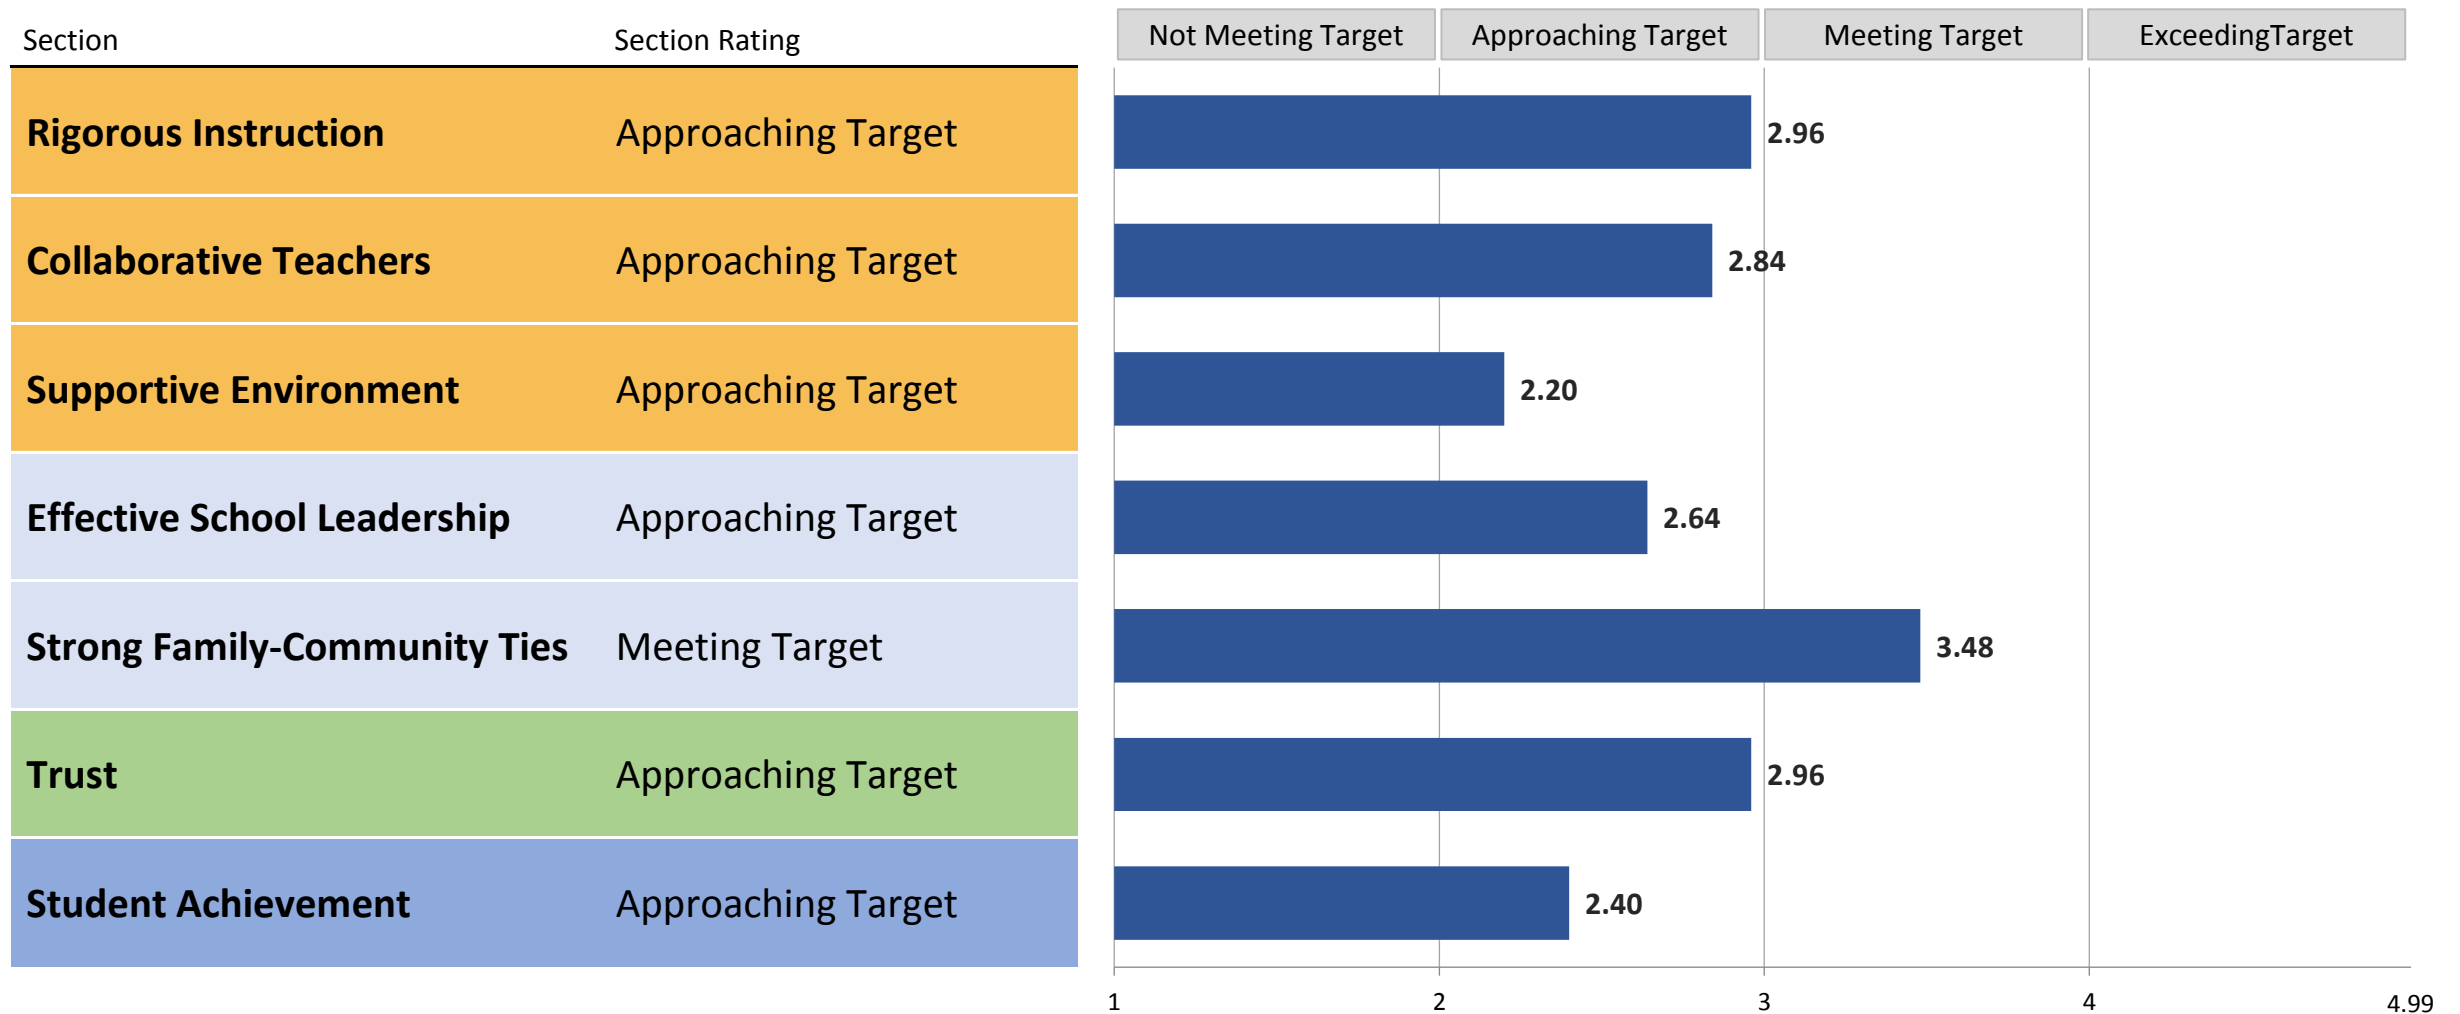 Section Section Rating Not Meeting Target Approaching Target Meeting Target ExceedingTarget
Rigorous Instruction Approaching Target 2.96
Collaborative Teachers Approaching Target 2.84
Supportive Environment Approaching Target 2.20
Effective School Leadership Approaching Target 2.64
Strong Family-Community Ties Meeting Target 3.48
Trust Approaching Target 2.96
Student Achievement Approaching Target 2.40
1 2 3 4 4.99